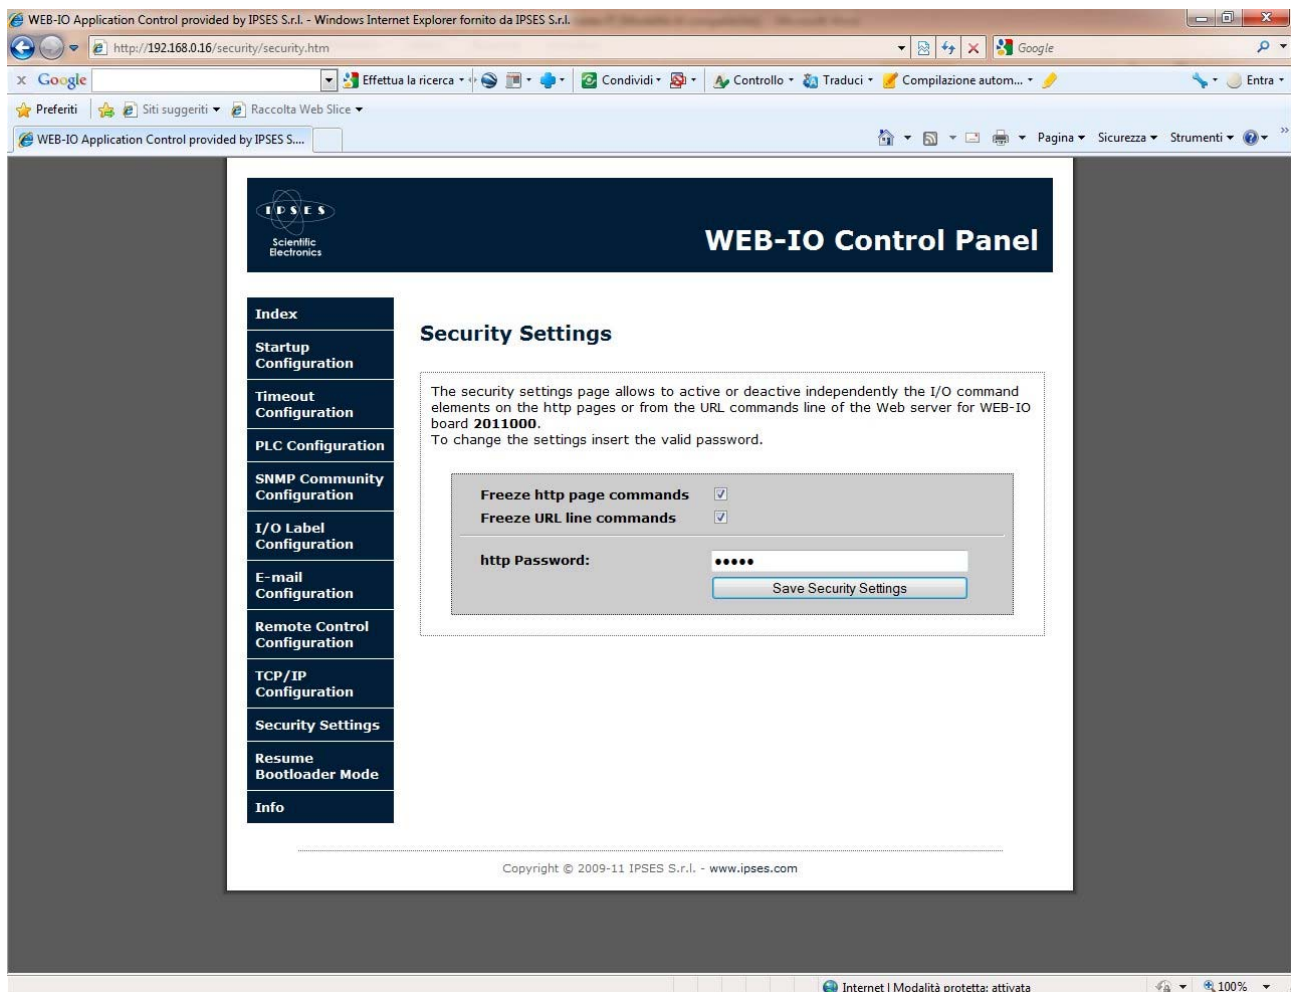 WEB-IO Application Control provided by IPSES S.r.l. - Windows Internet Explorer fornito da IPSES S.r.l.
http://192.168.0.16/security/security.htm
Google
x Google
Effettua la ricerca
Condividi
Controllo
Traduci
Compilazione autom...
Entra
Preferiti
Siti suggeriti
Raccolta Web Slice
WEB-IO Application Control provided by IPSES S....
Pagina
Sicurezza
Strumenti
IPSES
Scientific
Electronics
WEB-IO Control Panel
Index
Startup
Configuration
Timeout
Configuration
PLC Configuration
SNMP Community
Configuration
I/O Label
Configuration
E-mail
Configuration
Remote Control
Configuration
TCP/IP
Configuration
Security Settings
Resume
Bootloader Mode
Info
Security Settings
The security settings page allows to active or deactive independently the I/O command
elements on the http pages or from the URL commands line of the Web server for WEB-IO
board 2011000.
To change the settings insert the valid password.
Freeze http page commands
Freeze URL line commands
http Password:
•••••
Save Security Settings
Copyright © 2009-11 IPSES S.r.l. - www.ipses.com
Internet | Modalità protetta: attivata
100%